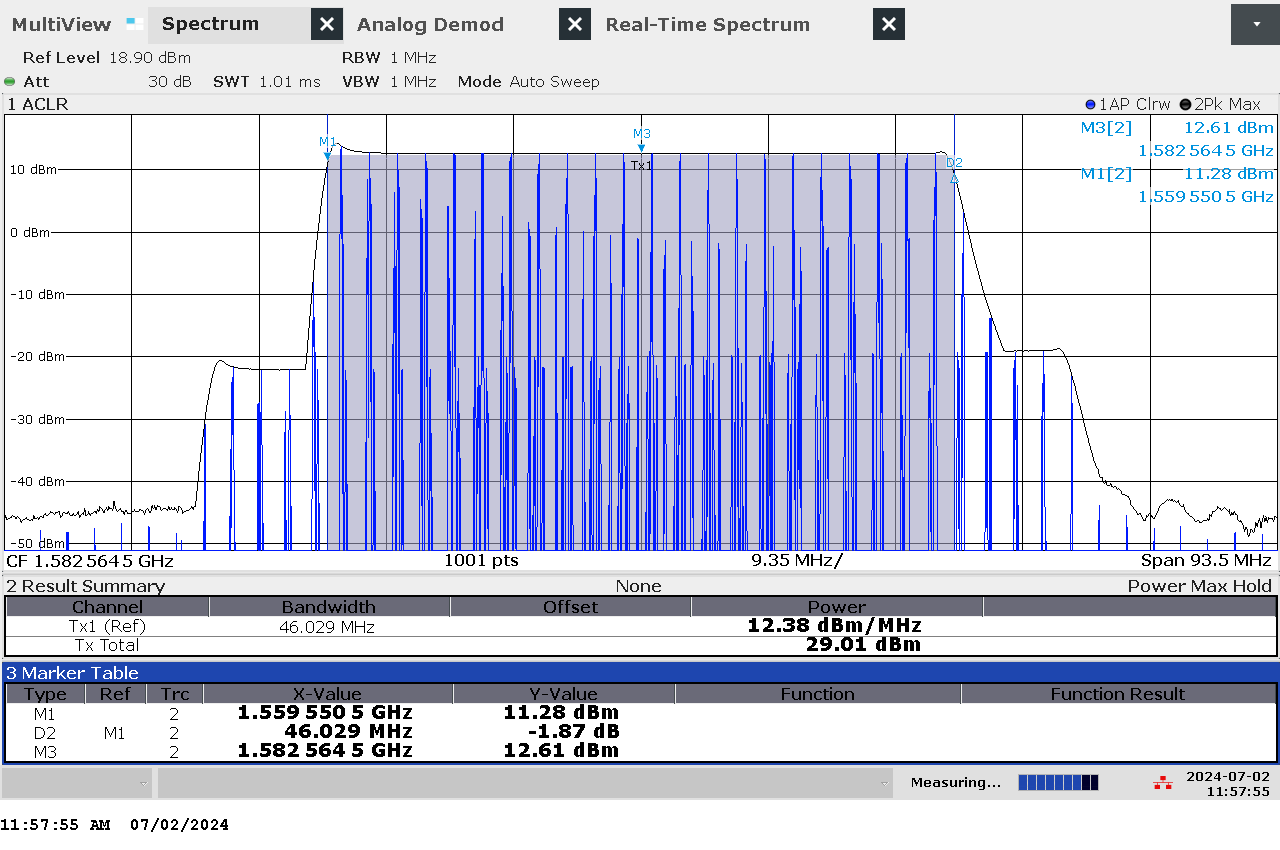 MultiView Spectrum Analog Demod Real-Time Spectrum
Ref Level 18.90 dBm RBW 1 MHz
Att 30 dB SWT 1.01 ms VBW 1 MHz Mode Auto Sweep
1 ACLR 1AP Clrw 2Pk Max
M3[2] 12.61 dBm
1.582 564 5 GHz
M1[2] 11.28 dBm
1.559 550 5 GHz
M1
M3
D2
Tx1
10 dBm
0 dBm
-10 dBm
-20 dBm
-30 dBm
-40 dBm
-50 dBm
CF 1.582 564 5 GHz 1001 pts 9.35 MHz/ Span 93.5 MHz
2 Result Summary None Power Max Hold
Channel Bandwidth Offset Power
Tx1 (Ref) 46.029 MHz 12.38 dBm/MHz
Tx Total 29.01 dBm
3 Marker Table
Type Ref Trc X-Value Y-Value Function Function Result
M1 2 1.559 550 5 GHz 11.28 dBm
D2 M1 2 46.029 MHz -1.87 dB
M3 2 1.582 564 5 GHz 12.61 dBm
Measuring... 2024-07-02
11:57:55
11:57:55 AM 07/02/2024